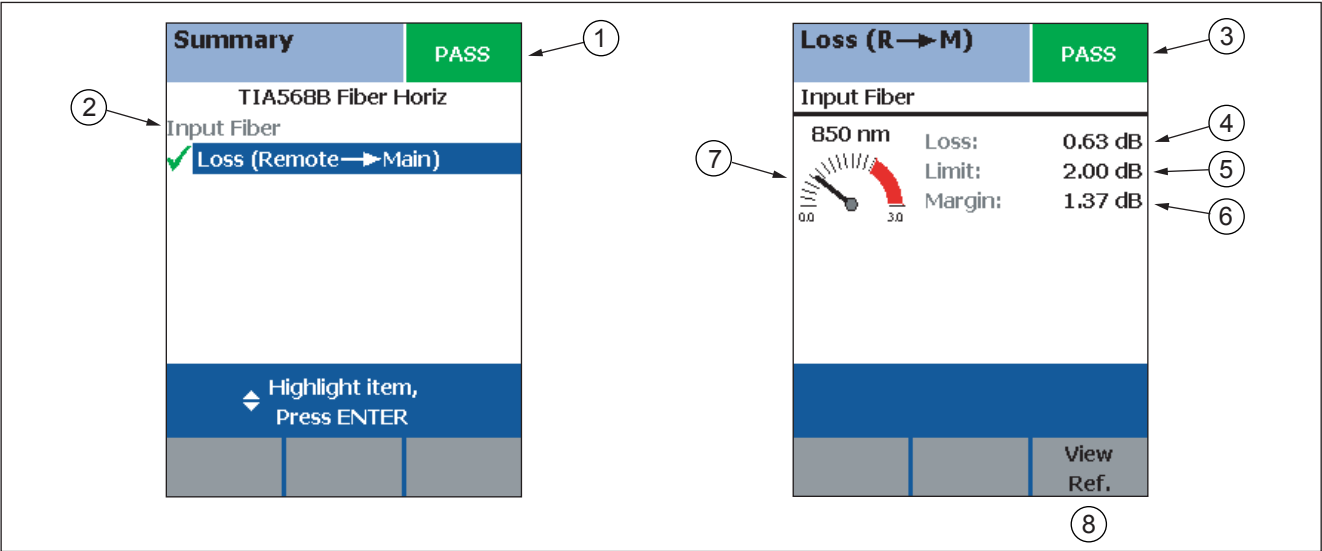 Summary
PASS
1
TIA568B Fiber Horiz
2
Input Fiber
Loss (Remote→Main)
Highlight item,
Press ENTER
Loss (R→M)
PASS
3
Input Fiber
850 nm
Loss: 0.63 dB
4
Limit: 2.00 dB
5
Margin: 1.37 dB
6
7
0.0 3.0
View
Ref.
8